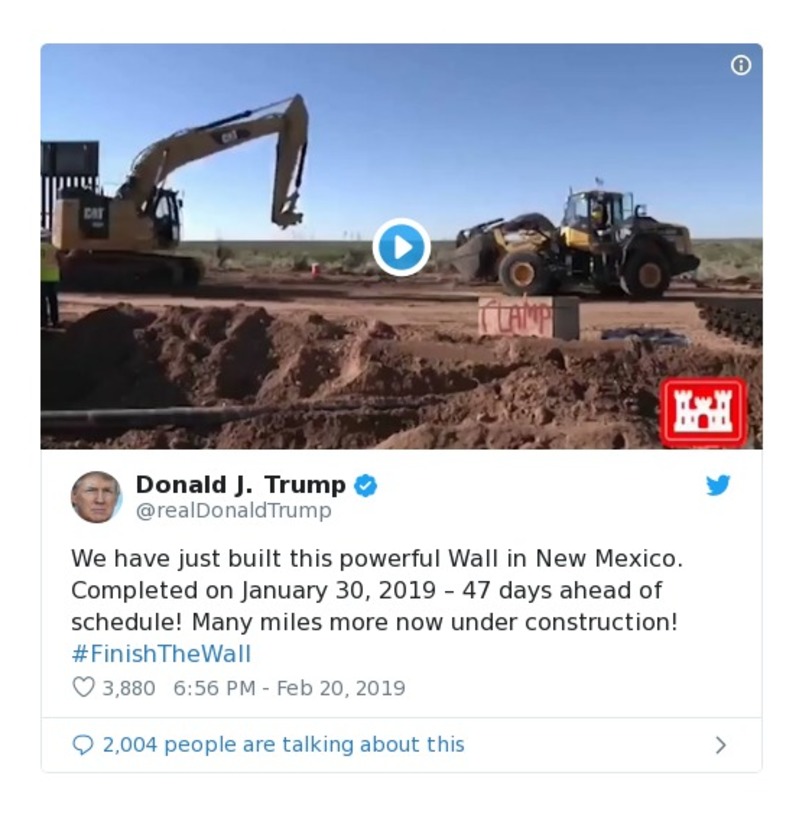 CAT
CAT
CLAMP
Donald J. Trump
@realDonaldTrump
We have just built this powerful Wall in New Mexico.
Completed on January 30, 2019 – 47 days ahead of
schedule! Many miles more now under construction!
#FinishTheWall
3,880 6:56 PM - Feb 20, 2019
2,004 people are talking about this